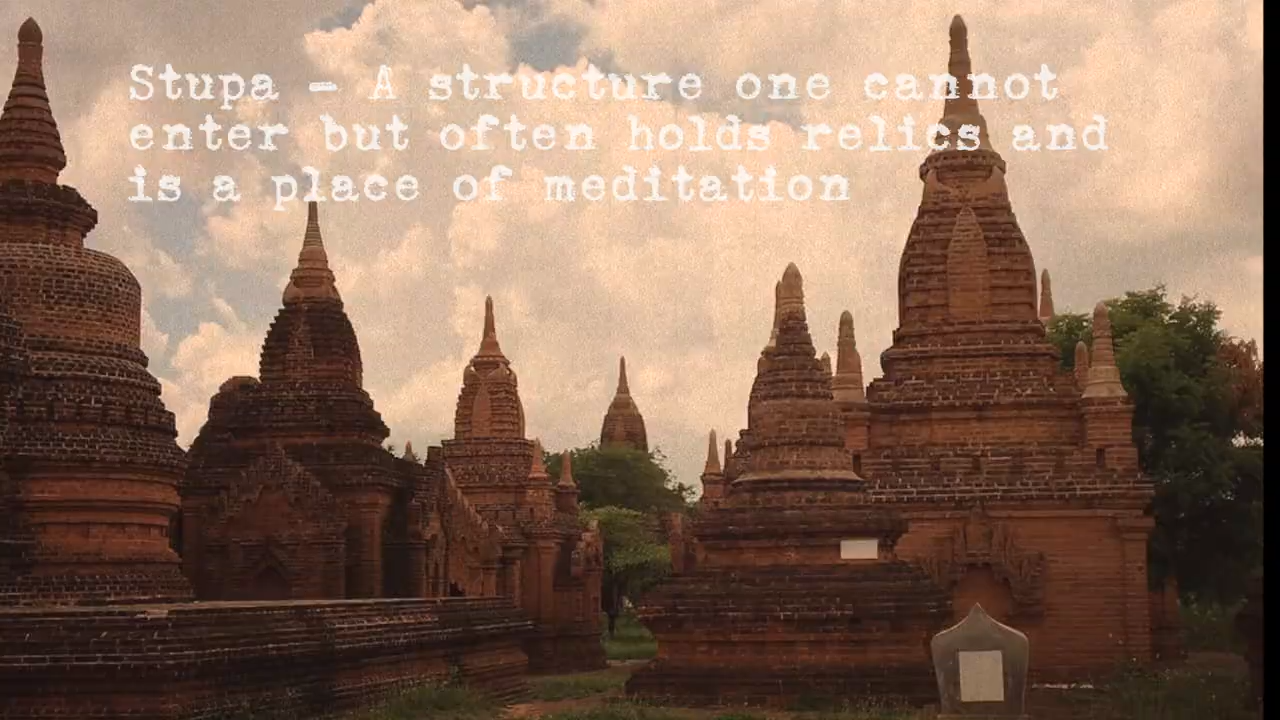 Stupa - A structure one cannot
enter but often holds relics and
is a place of meditation